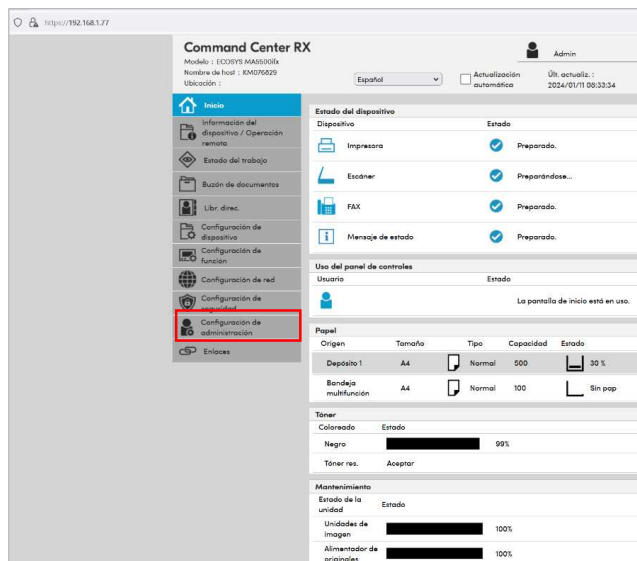 https://192.168.1.77
Command Center RX
Modelo : ECOSYS MA5500ifx
Nombre de host : KM076829
Ubicación :
Español
Actualización
automática
Admin
Últ. actualiz. :
2024/01/11 08:33:34
Inicio
Información del
dispositivo / Operación
remota
Estado del trabajo
Buzón de documentos
Libr. direc.
Configuración de
dispositivo
Configuración de
función
Configuración de red
Configuración de
seguridad
Configuración de
administración
Enlaces
Estado del dispositivo
Dispositivo Estado
Impresora Preparado.
Escáner Preparándose...
FAX Preparado.
Mensaje de estado Preparado.
Uso del panel de controles
Usuario Estado
La pantalla de inicio está en uso.
Papel
Origen Tamaño Tipo Capacidad Estado
Depósito 1 A4 Normal 500 30 %
Bandeja
multifunción A4 Normal 100 Sin pap
Tóner
Coloreado Estado
Negro 99%
Tóner res. Aceptar
Mantenimiento
Estado de la
unidad Estado
Unidades de
imagen 100%
Alimentador de
originales 100%